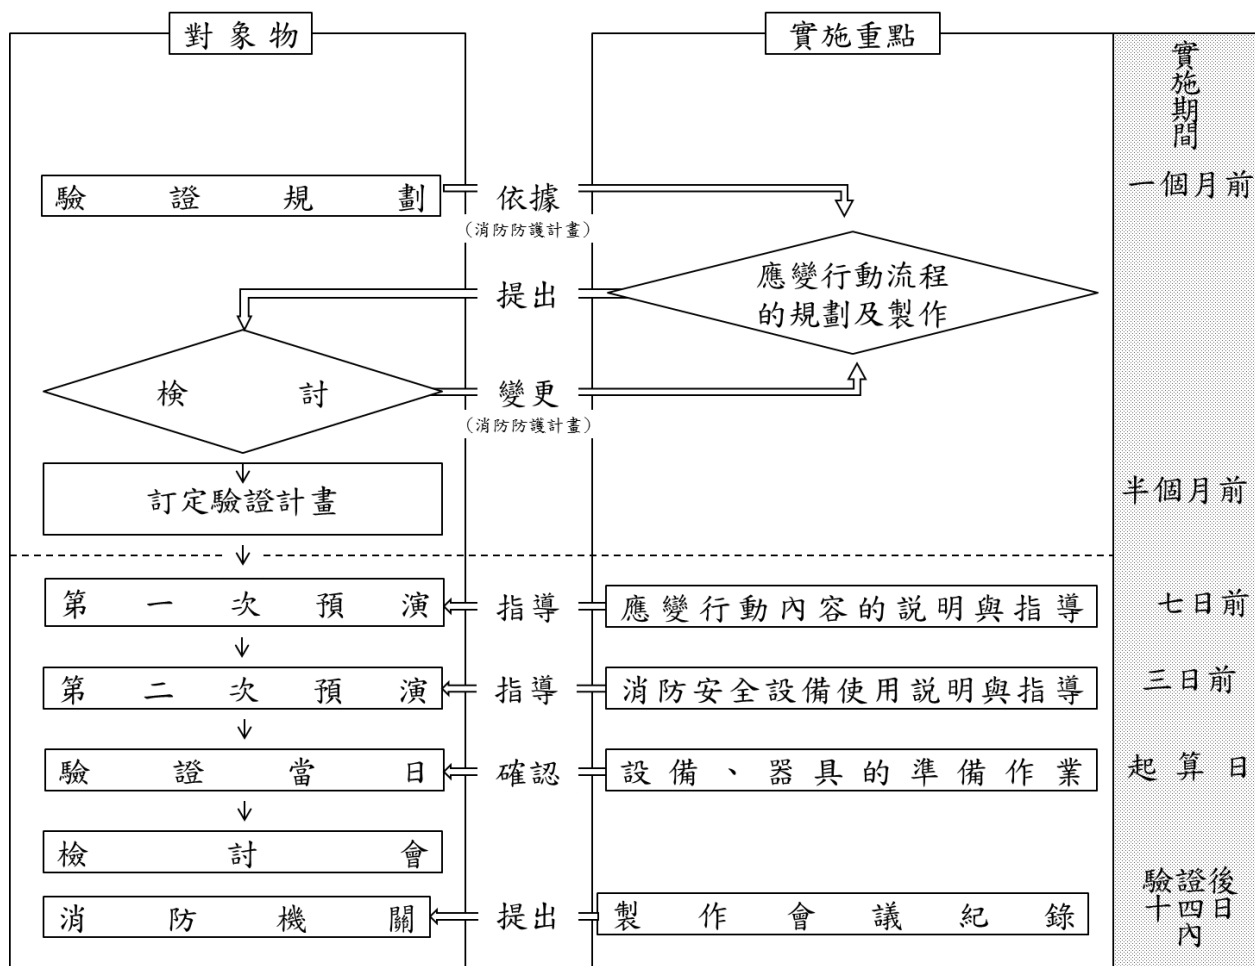 對象物
實施重點
實施期間
驗證規劃
依據
(消防防護計畫)
一個月前
應變行動流程
的規劃及製作
提出
検討
變更
(消防防護計畫)
訂定驗證計畫
半個月前
第一次預演
指導
應變行動內容的說明與指導
七日前
第二次預演
指導
消防安全設備使用說明與指導
三日前
驗證當日
確認
設備、器具的準備作業
起算日
檢討會
消防機關
提出
製作會議紀錄
驗證後
十四日
內